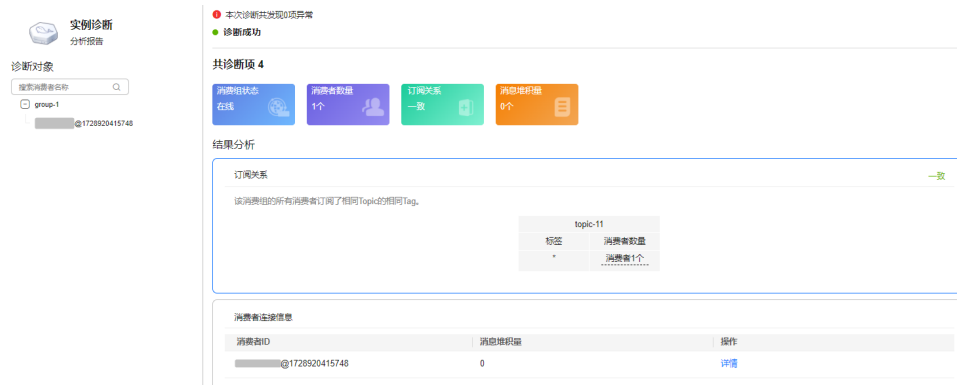 实例诊断
分析报告
诊断对象
搜索消费者名称
group-1
@1728920415748
本次诊断共发现0项异常
诊断成功
共诊断项 4
消费组状态
在线
消费者数量
1个
订阅关系
一致
消息堆积量
0个
结果分析
订阅关系
一致
该消费组的所有消费者订阅了相同Topic的相同Tag。
topic-11
标签 消费者数量
* 消费者1个
消费者连接信息
消费者ID 消息堆积量 操作
@1728920415748 0 详情